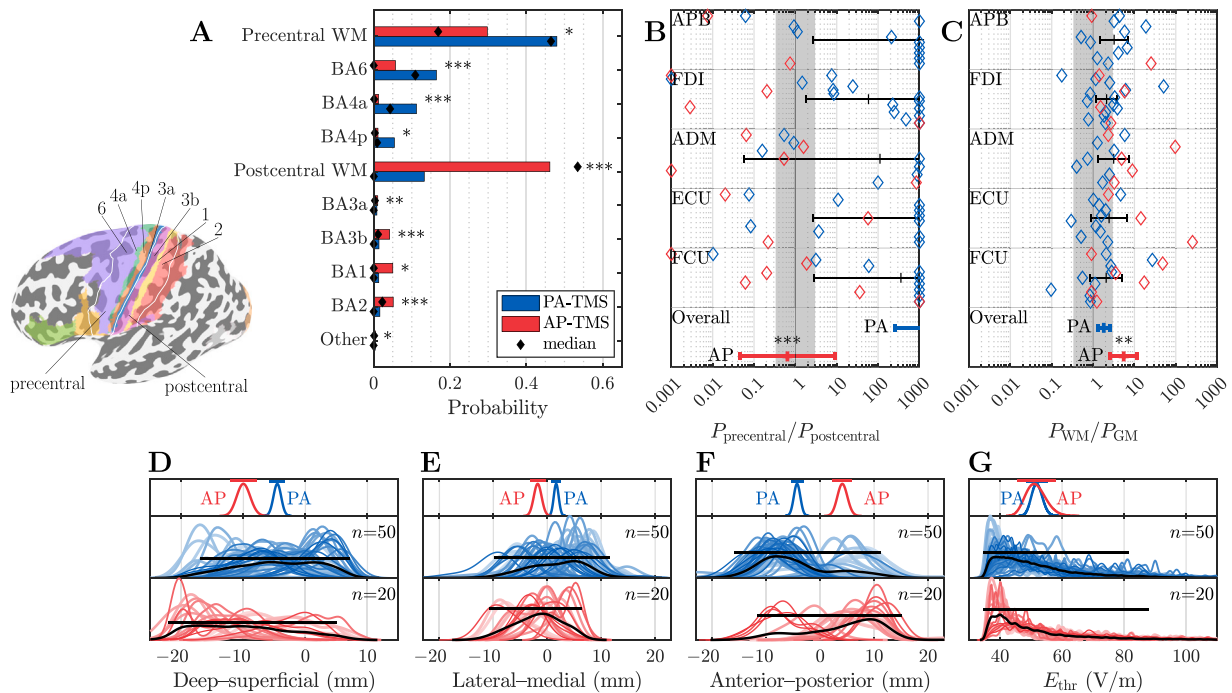 A
B
C
Precentral WM
*
BA6
***
BA4a
***
BA4p
*
Postcentral WM
***
BA3a
**
BA3b
***
BA1
*
BA2
***
Other
*
PA-TMS
AP-TMS
median
0 0.2 0.4 0.6
Probability
6
4a
4p
3a
3b
1
2
precentral
postcentral
APB
FDI
ADM
ECU
FCU
Overall
PA
***
AP
0.001 0.1 1 10 100 1000
P_precentral/P_postcentral
APB
FDI
ADM
ECU
FCU
Overall
PA
**
AP
0.001 0.1 1 10 100 1000
P_WM/P_GM
D
AP PA
n=50
n=20
−20 −10 0 10
Deep–superficial (mm)
E
AP PA
n=50
n=20
−20 −10 0 10 20
Lateral–medial (mm)
F
PA AP
n=50
n=20
−20 −10 0 10 20
Anterior–posterior (mm)
G
PA AP
n=50
n=20
40 60 80 100
E_thr (V/m)